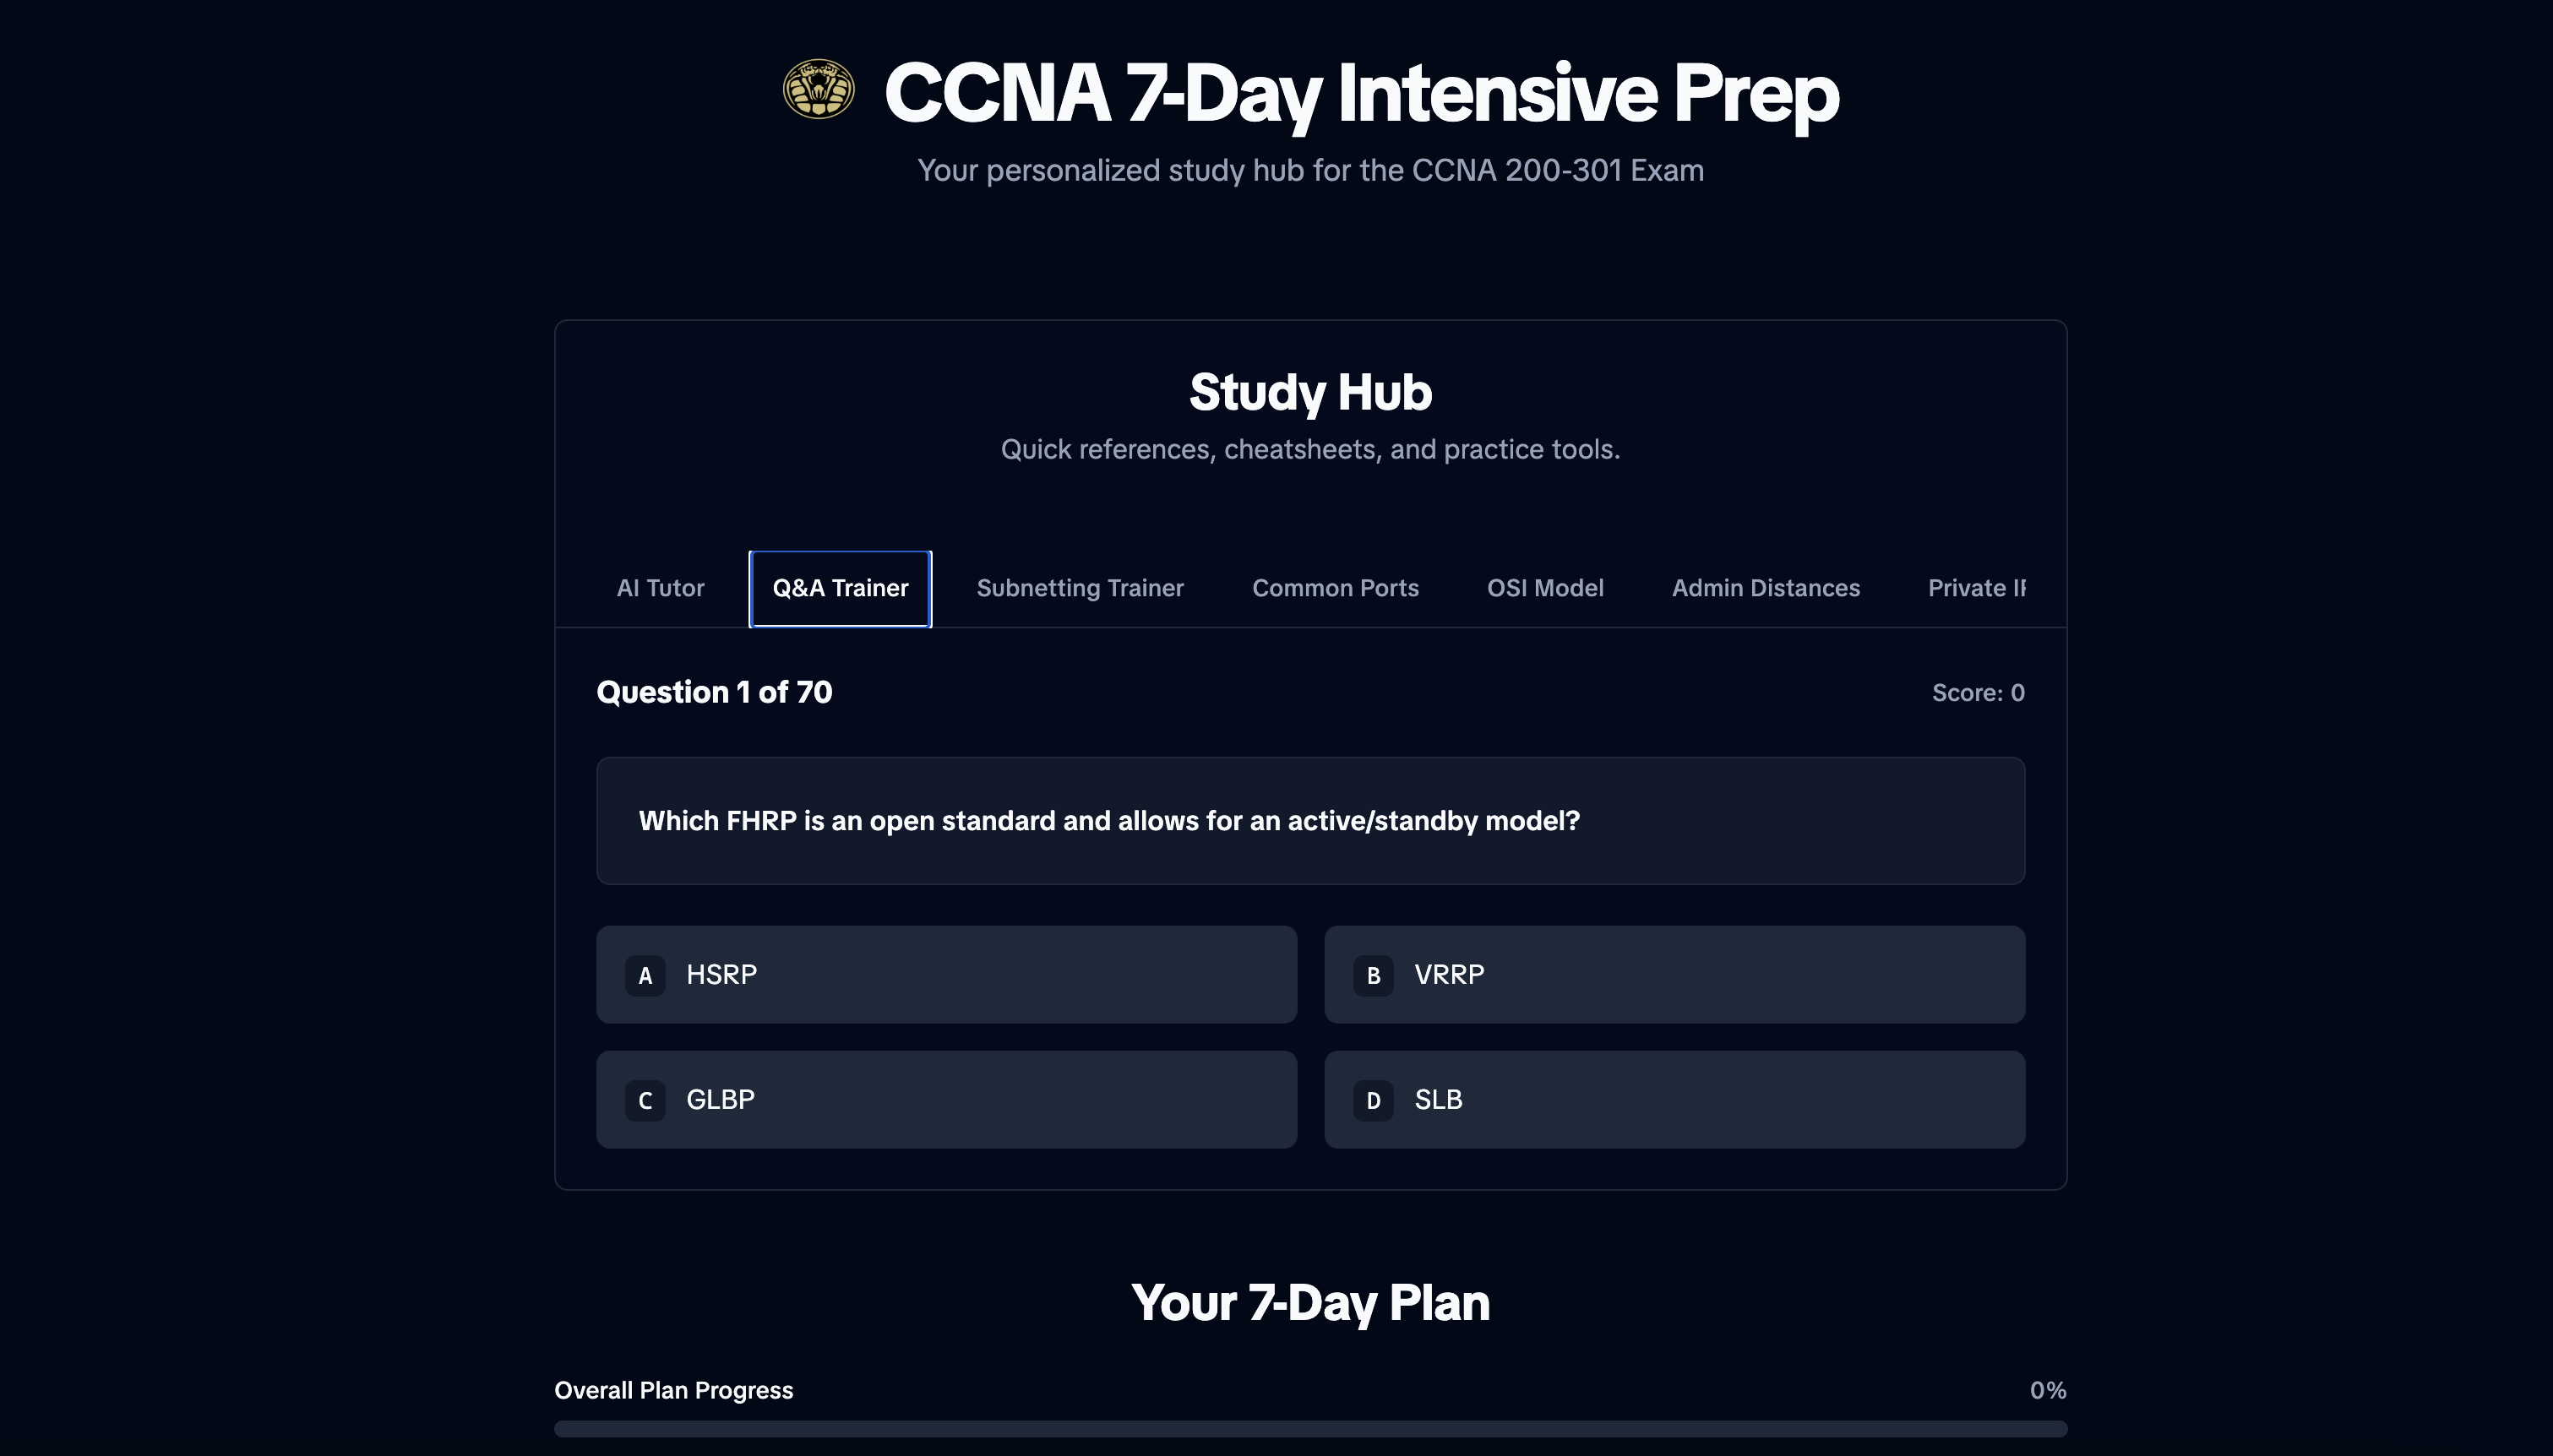 CCNA 7-Day Intensive Prep
Your personalized study hub for the CCNA 200-301 Exam
Study Hub
Quick references, cheatsheets, and practice tools.
AI Tutor Q&A Trainer Subnetting Trainer Common Ports OSI Model Admin Distances Private
Question 1 of 70 Score: 0
Which FHRP is an open standard and allows for an active/standby model?
A HSRP B VRRP
C GLBP D SLB
Your 7-Day Plan
Overall Plan Progress 0%